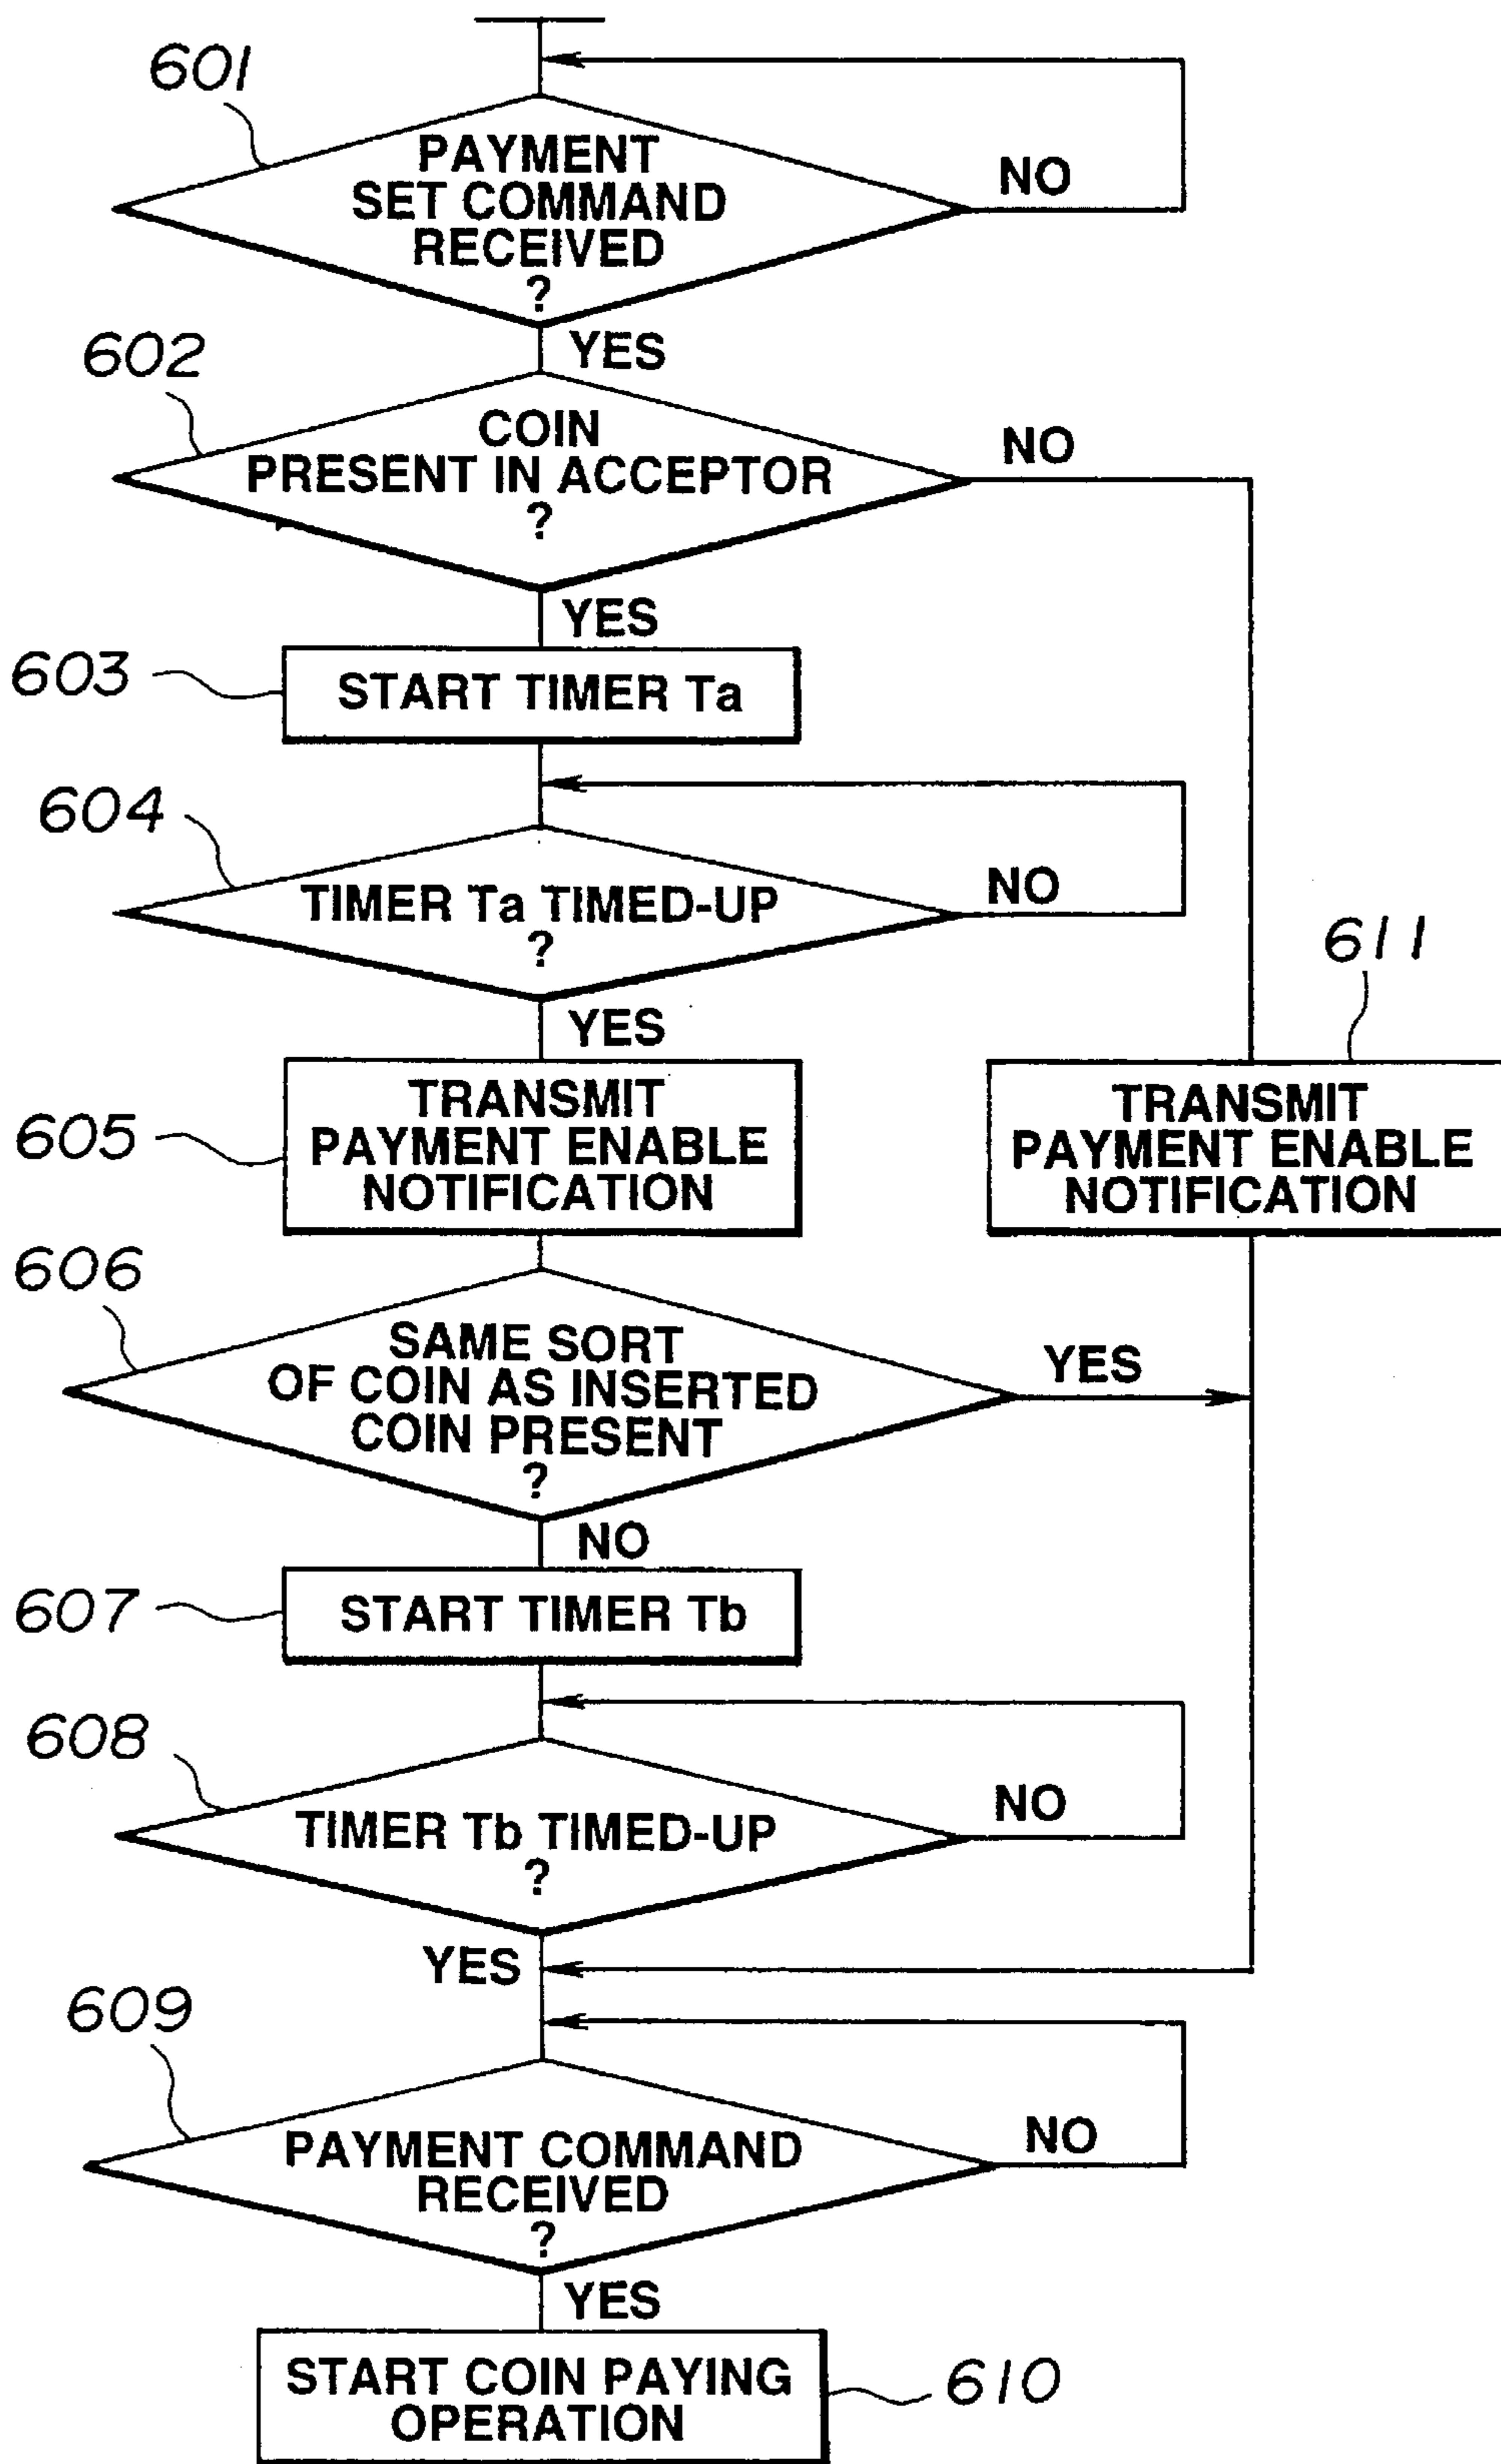 601
PAYMENT
SET COMMAND
RECEIVED
?
NO
YES
602
COIN
PRESENT IN ACCEPTOR
?
NO
YES
603
START TIMER Ta
604
TIMER Ta TIMED-UP
?
NO
YES
605
TRANSMIT
PAYMENT ENABLE
NOTIFICATION
611
TRANSMIT
PAYMENT ENABLE
NOTIFICATION
606
SAME SORT
OF COIN AS INSERTED
COIN PRESENT
?
YES
NO
607
START TIMER Tb
608
TIMER Tb TIMED-UP
?
NO
YES
609
PAYMENT COMMAND
RECEIVED
?
NO
YES
START COIN PAYING
OPERATION
610